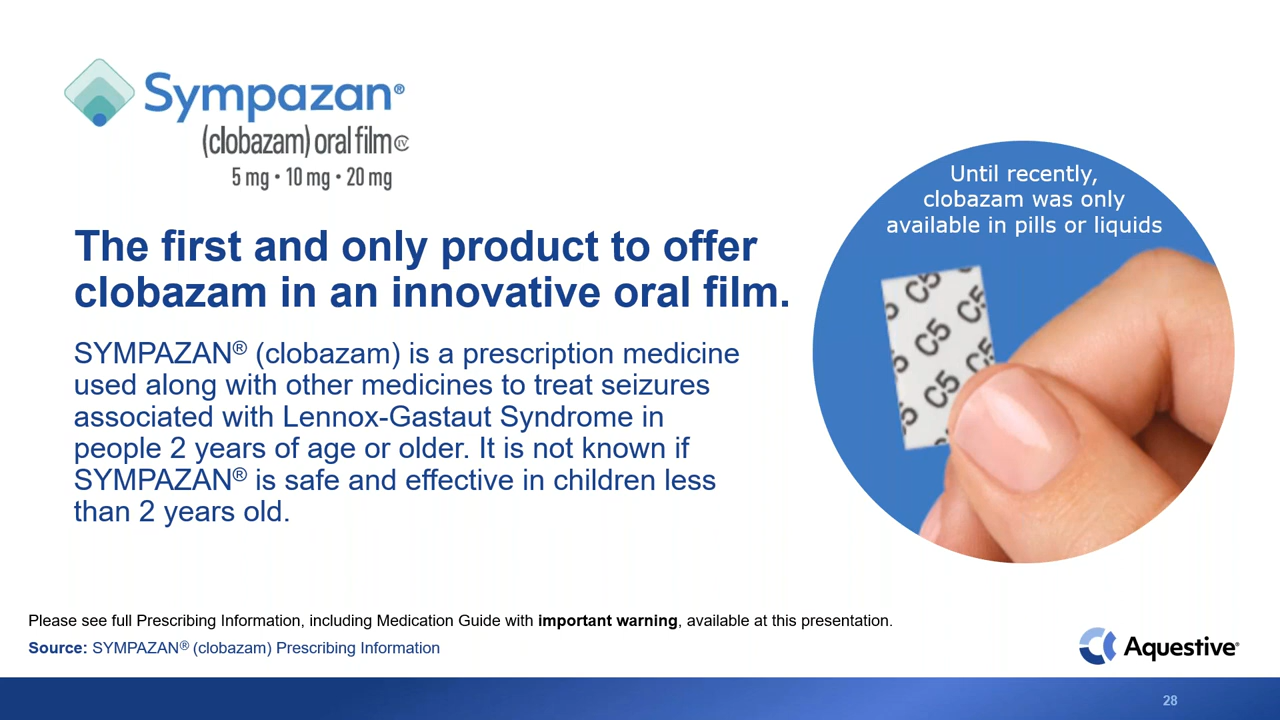 Sympazan®
(clobazam) oral film CIV
5 mg • 10 mg • 20 mg
The first and only product to offer
clobazam in an innovative oral film.
SYMPAZAN® (clobazam) is a prescription medicine
used along with other medicines to treat seizures
associated with Lennox-Gastaut Syndrome in
people 2 years of age or older. It is not known if
SYMPAZAN® is safe and effective in children less
than 2 years old.
Until recently,
clobazam was only
available in pills or liquids
C5
C5
C5
C5
C5
Please see full Prescribing Information, including Medication Guide with important warning, available at this presentation.
Source: SYMPAZAN® (clobazam) Prescribing Information
Aquestive®
28